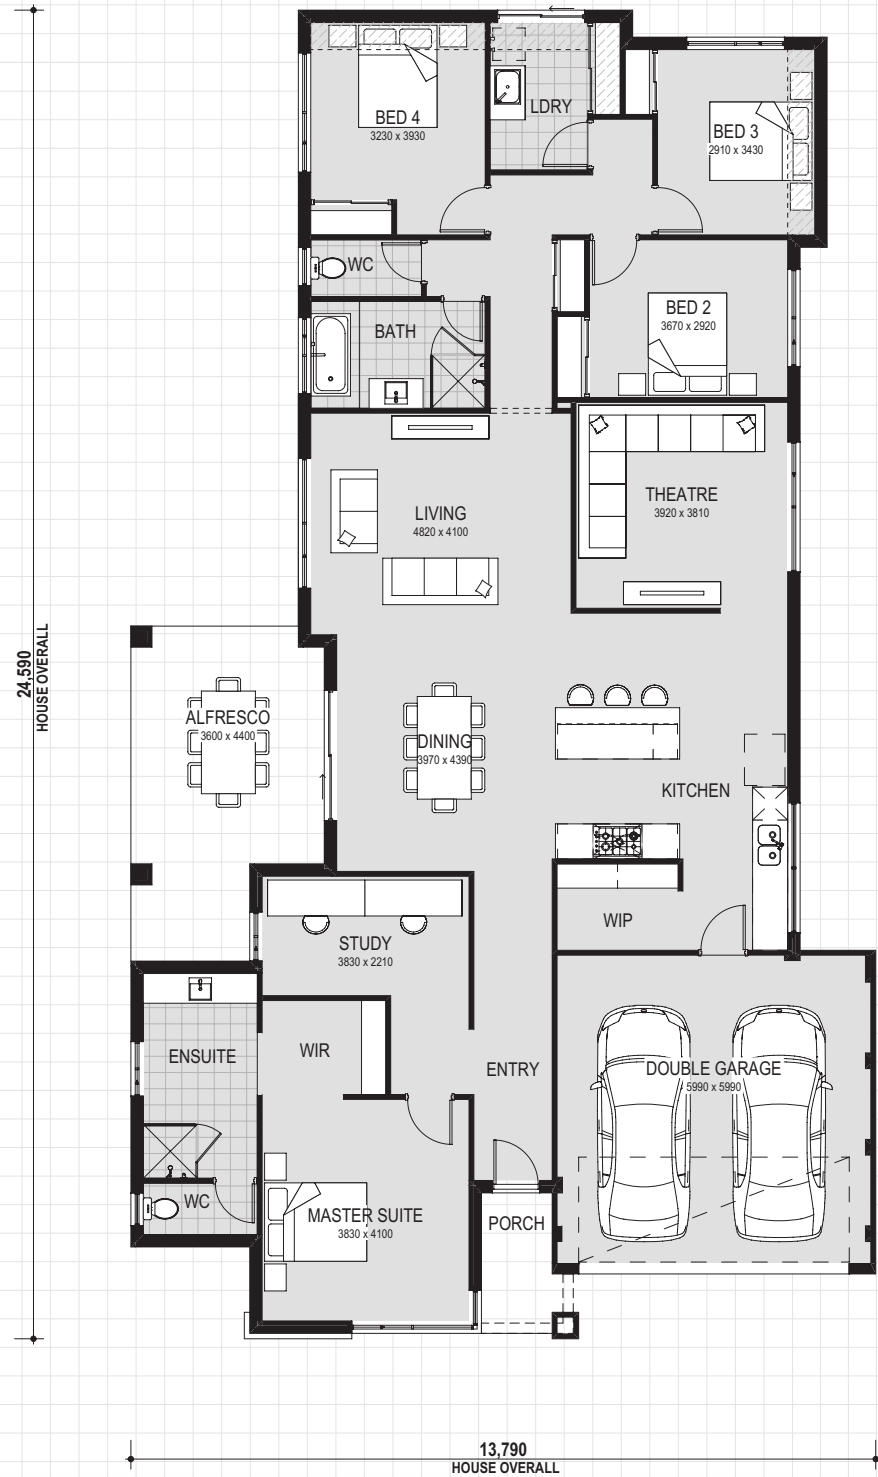 BED 4
3230 x 3930
LDRY
BED 3
2910 x 3430
WC
BATH
BED 2
3670 x 2920
LIVING
4820 x 4100
THEATRE
3920 x 3810
24,590
HOUSE OVERALL
ALFRESCO
3600 x 4400
DINING
3970 x 4390
KITCHEN
WIP
STUDY
3830 x 2210
ENSUITE
WIR
ENTRY
DOUBLE GARAGE
5990 x 5990
WC
MASTER SUITE
3830 x 4100
PORCH
13,790
HOUSE OVERALL